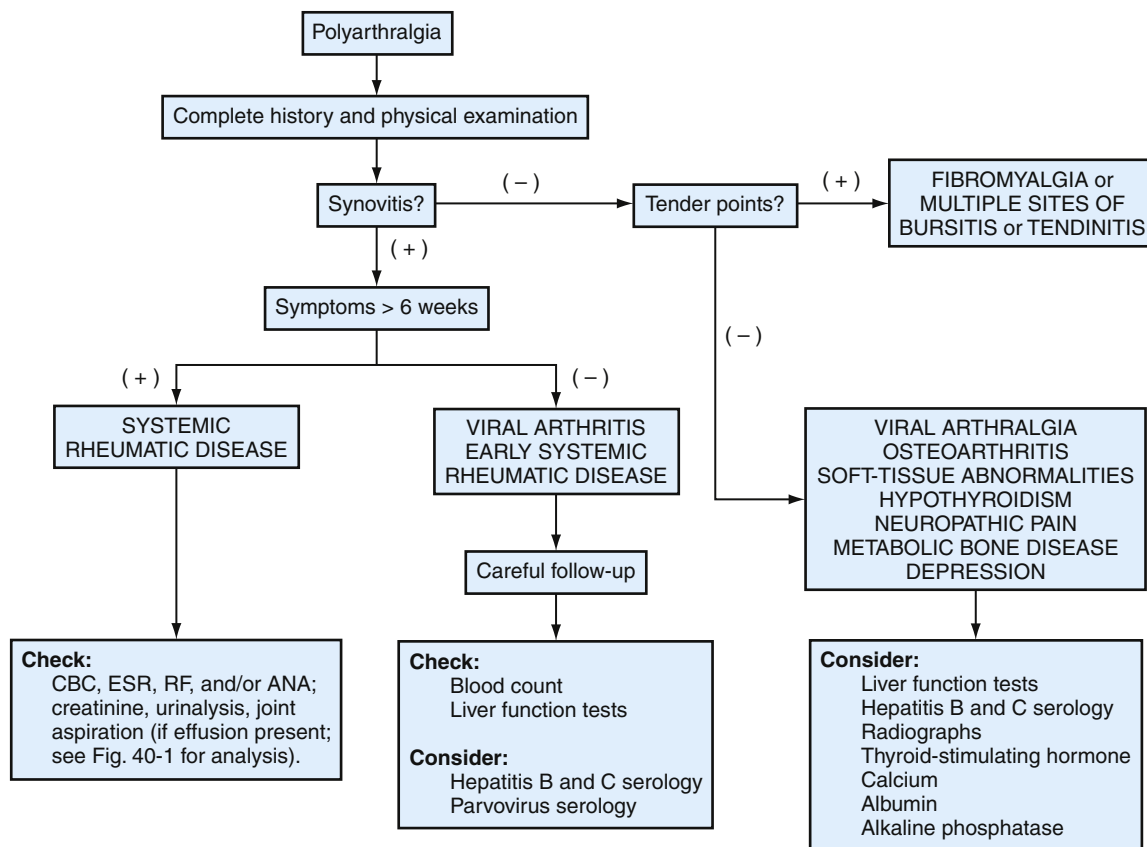 Polyarthralgia
Complete history and physical examination
Synovitis?
( – )
Tender points?
( + )
FIBROMYALGIA or
MULTIPLE SITES OF
BURSITIS or TENDINITIS
( + )
Symptoms > 6 weeks
( – )
( + )
( – )
SYSTEMIC
RHEUMATIC DISEASE
VIRAL ARTHRITIS
EARLY SYSTEMIC
RHEUMATIC DISEASE
VIRAL ARTHRALGIA
OSTEOARTHRITIS
SOFT-TISSUE ABNORMALITIES
HYPOTHYROIDISM
NEUROPATHIC PAIN
METABOLIC BONE DISEASE
DEPRESSION
Careful follow-up
Check:
CBC, ESR, RF, and/or ANA;
creatinine, urinalysis, joint
aspiration (if effusion present;
see Fig. 40-1 for analysis).
Check:
Blood count
Liver function tests
Consider:
Hepatitis B and C serology
Parvovirus serology
Consider:
Liver function tests
Hepatitis B and C serology
Radiographs
Thyroid-stimulating hormone
Calcium
Albumin
Alkaline phosphatase